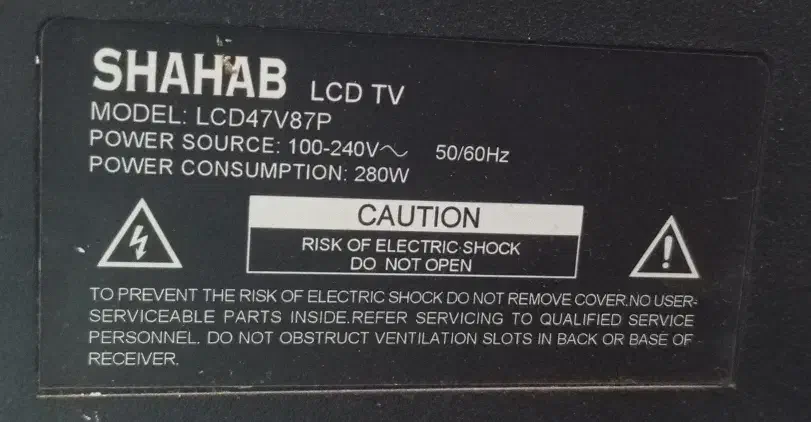 SHAHAB LCD TV
MODEL: LCD47V87P
POWER SOURCE: 100-240V~ 50/60Hz
POWER CONSUMPTION: 280W
CAUTION
RISK OF ELECTRIC SHOCK
DO NOT OPEN
TO PREVENT THE RISK OF ELECTRIC SHOCK DO NOT REMOVE COVER.NO USER-
SERVICEABLE PARTS INSIDE.REFER SERVICING TO QUALIFIED SERVICE
PERSONNEL. DO NOT OBSTRUCT VENTILATION SLOTS IN BACK OR BASE OF
RECEIVER.